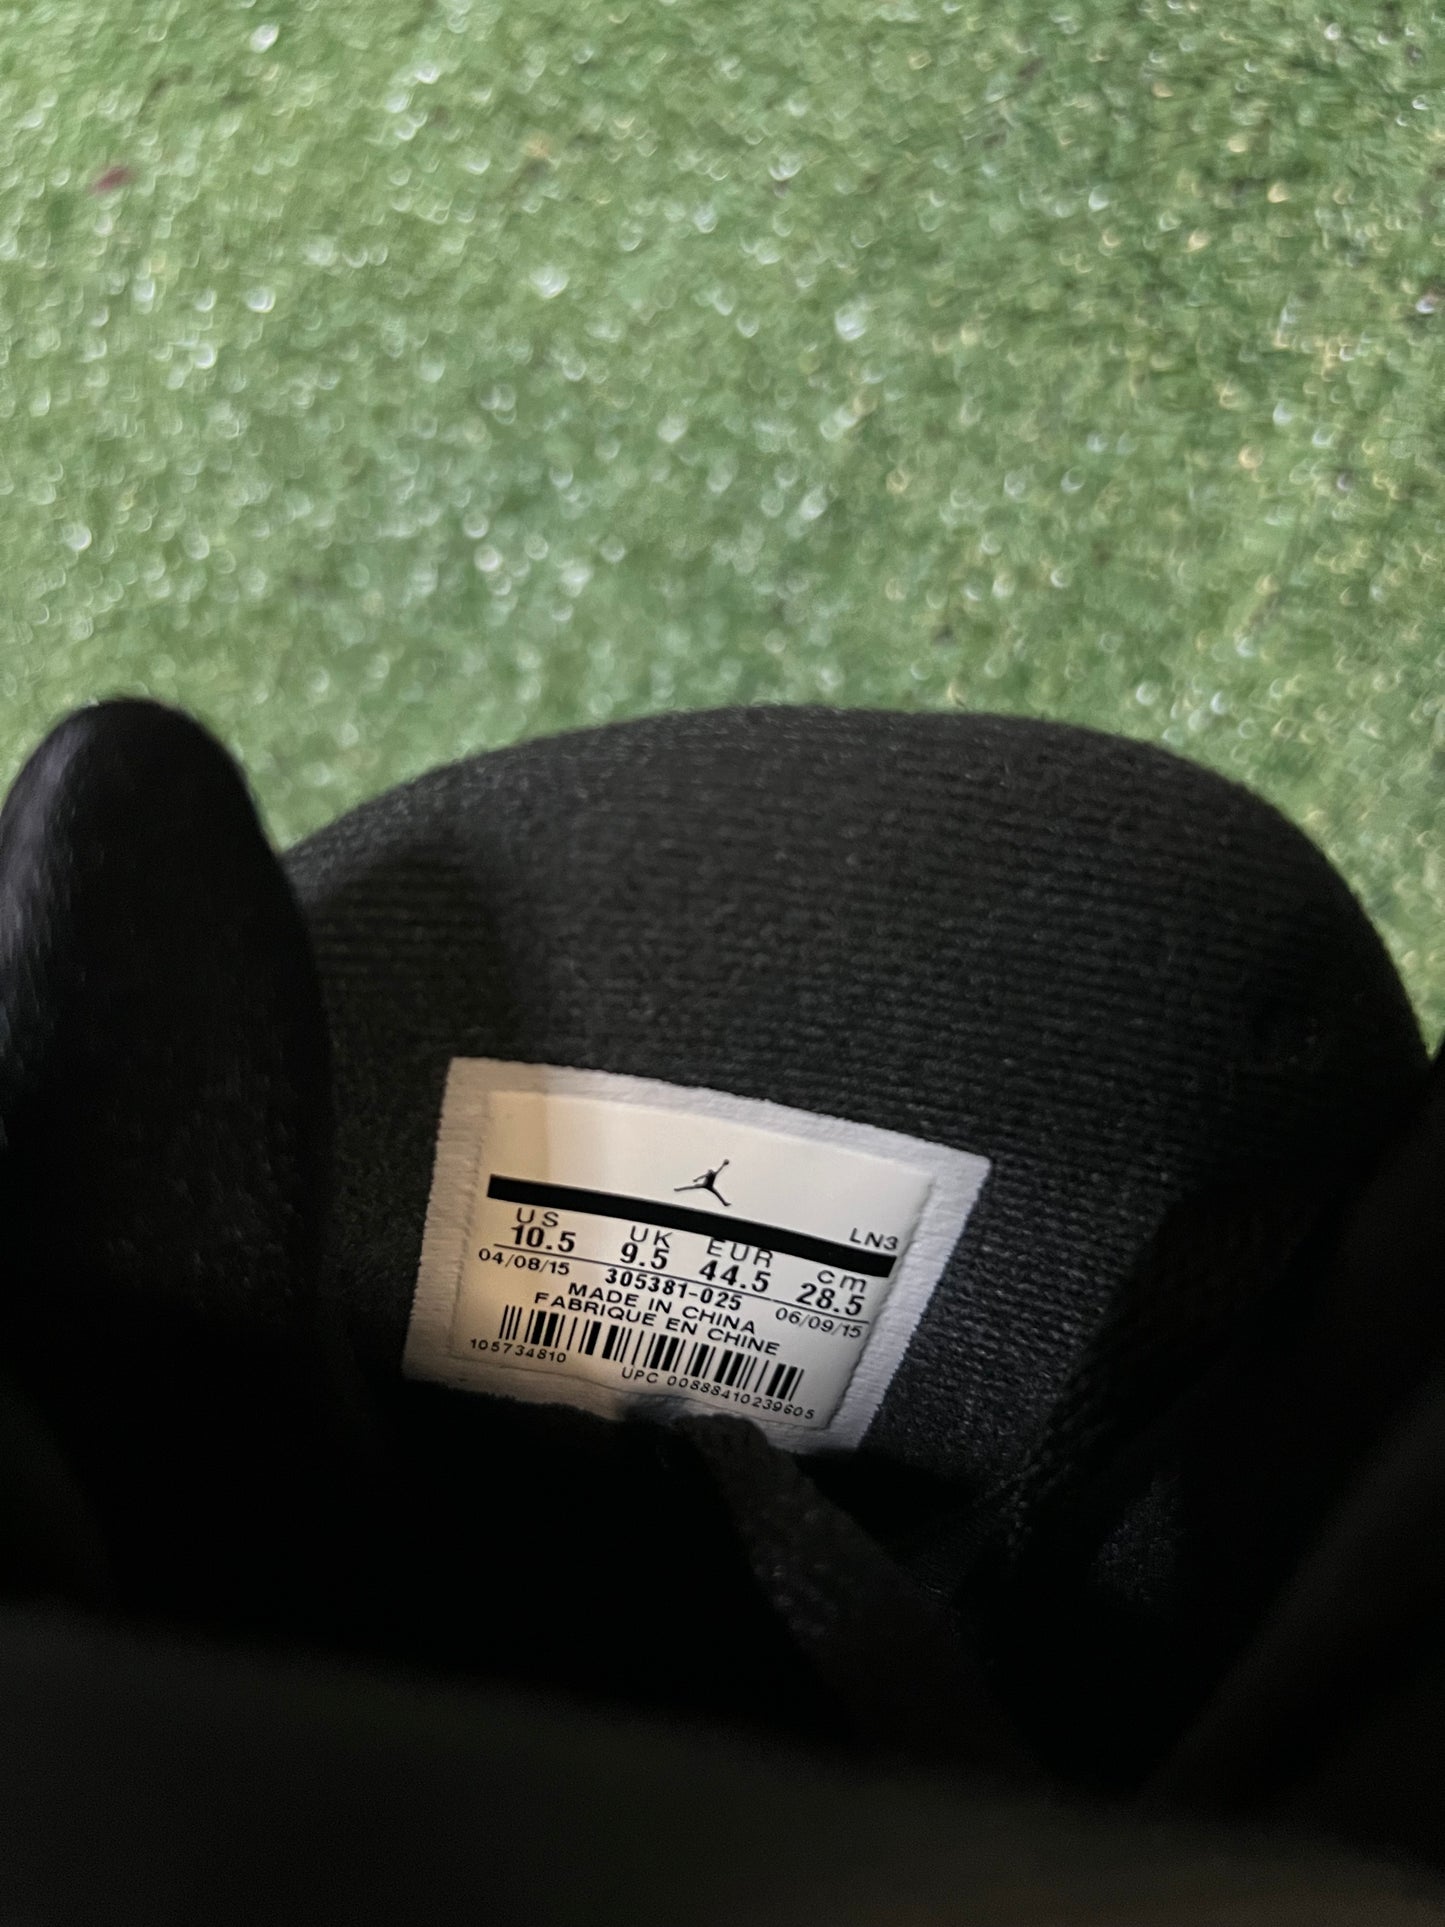 LN3
US UK EUR cm
10.5 9.5 44.5 28.5
04/08/15 305381-025 06/09/15
MADE IN CHINA
FABRIQUE EN CHINE
105734810
UPC 00888410239605